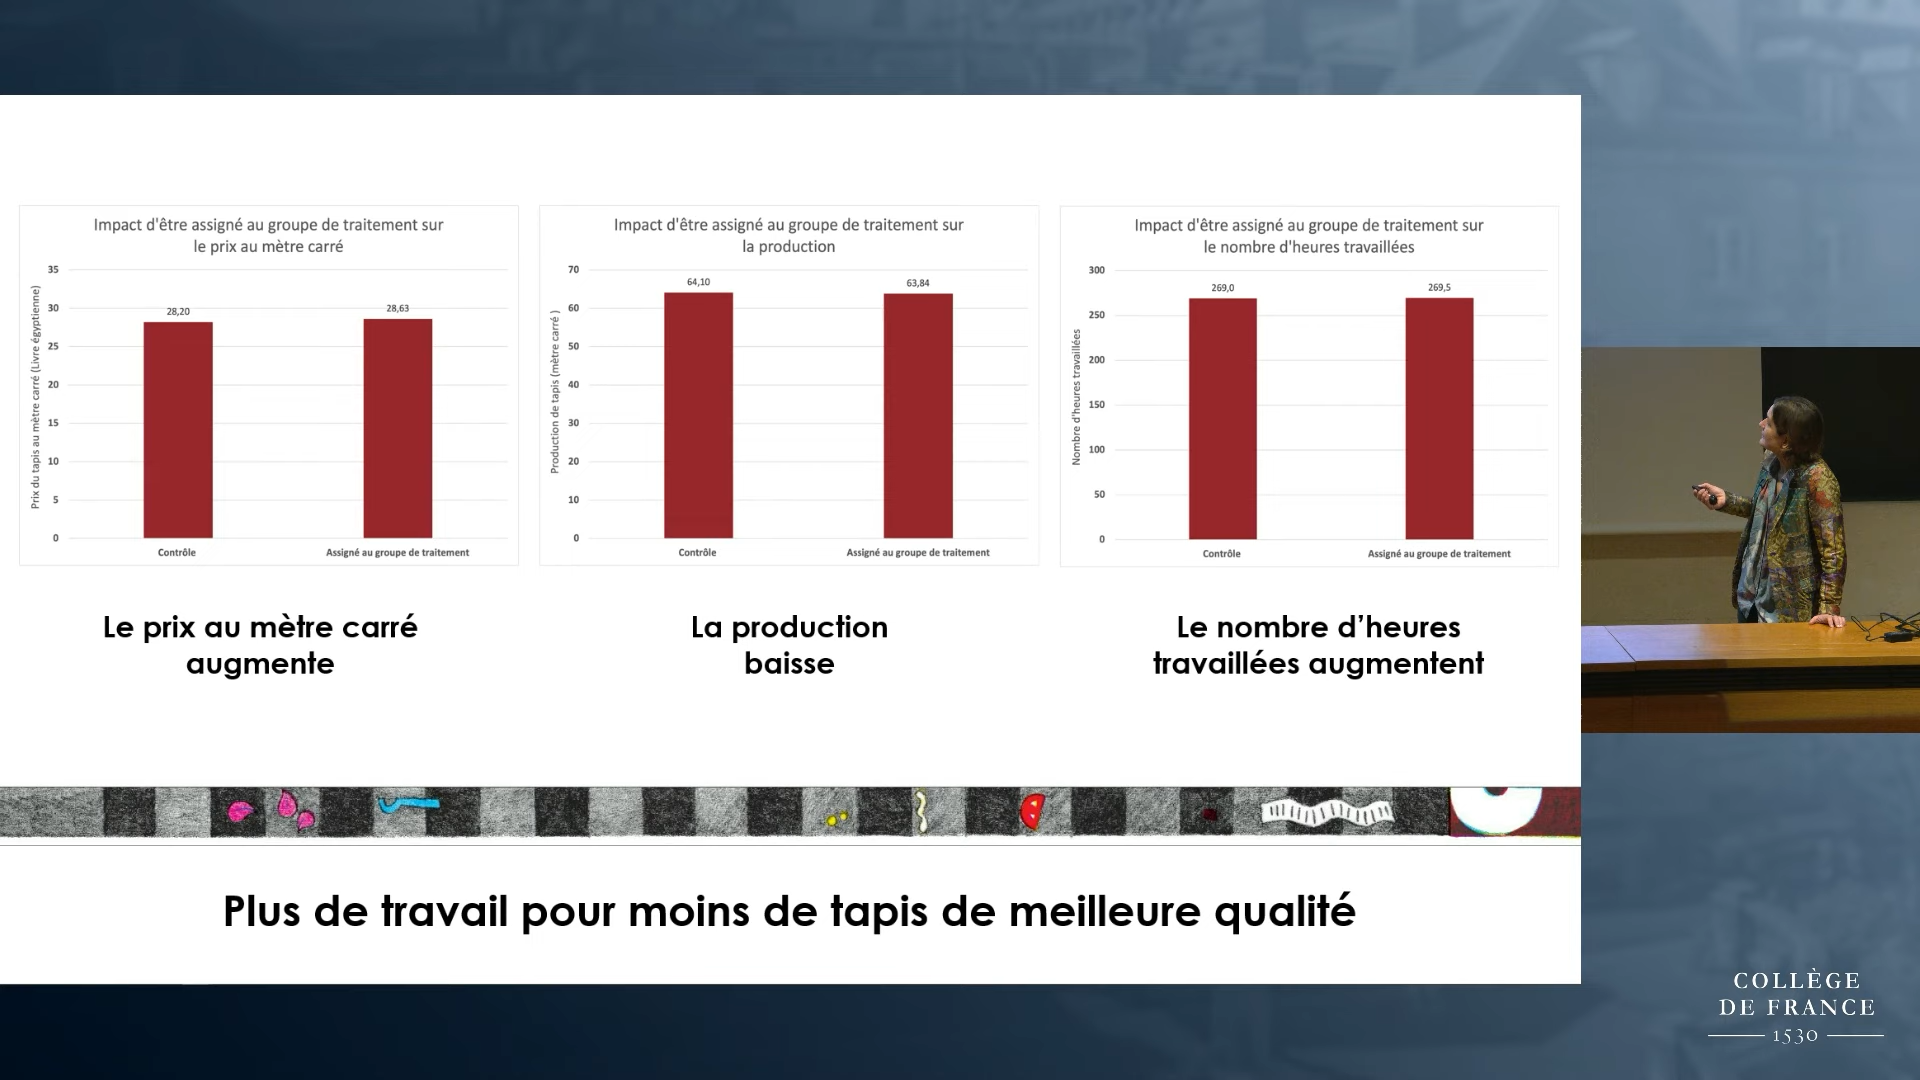 Impact d'être assigné au groupe de traitement sur
le prix au mètre carré
Prix du tapis au mètre carré (Livre égyptienne)
35
30
25
20
15
10
5
0
28,20
28,63
Contrôle
Assigné au groupe de traitement
Impact d'être assigné au groupe de traitement sur
la production
Production de tapis (mètre carré )
70
60
50
40
30
20
10
0
64,10
63,84
Contrôle
Assigné au groupe de traitement
Impact d'être assigné au groupe de traitement sur
le nombre d'heures travaillées
Nombre d'heures travaillées
300
250
200
150
100
50
0
269,0
269,5
Contrôle
Assigné au groupe de traitement
Le prix au mètre carré
augmente
La production
baisse
Le nombre d’heures
travaillées augmentent
Plus de travail pour moins de tapis de meilleure qualité
COLLÈGE
DE FRANCE
1530